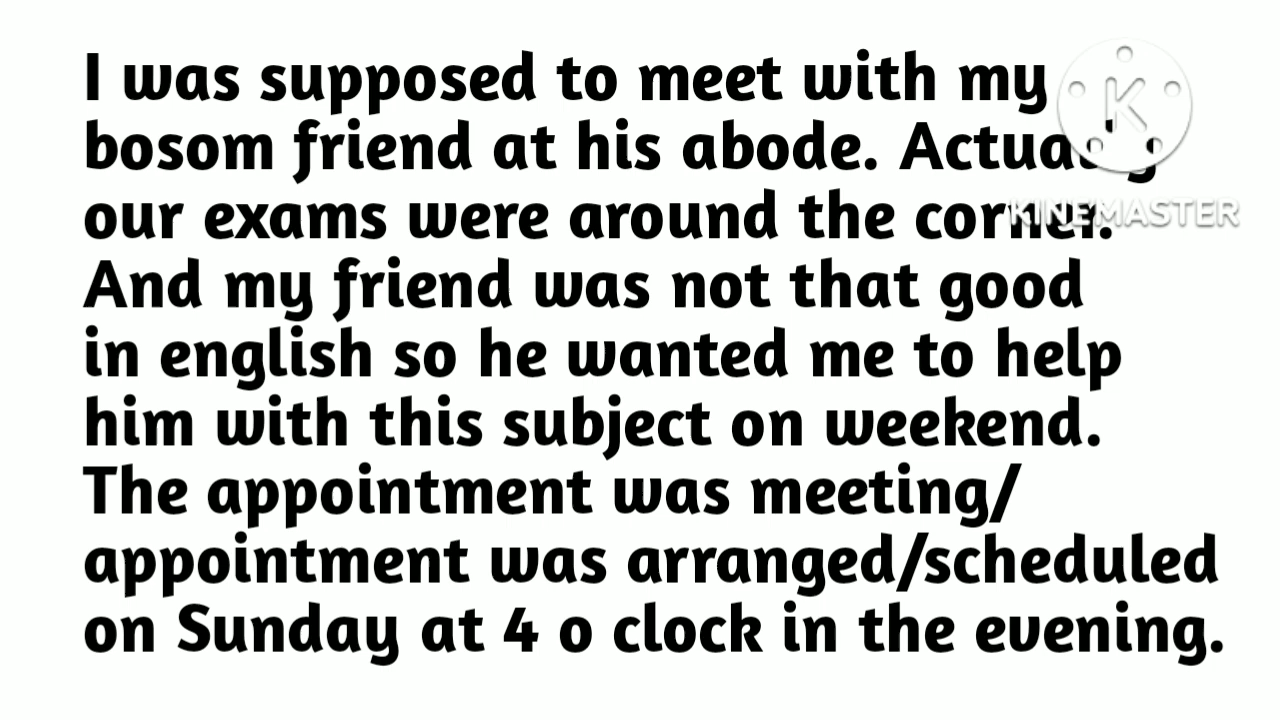 I was supposed to meet with my
bosom friend at his abode. Actually
our exams were around the corner.
And my friend was not that good
in english so he wanted me to help
him with this subject on weekend.
The appointment was meeting/
appointment was arranged/scheduled
on Sunday at 4 o clock in the evening.
K
KINEMASTER